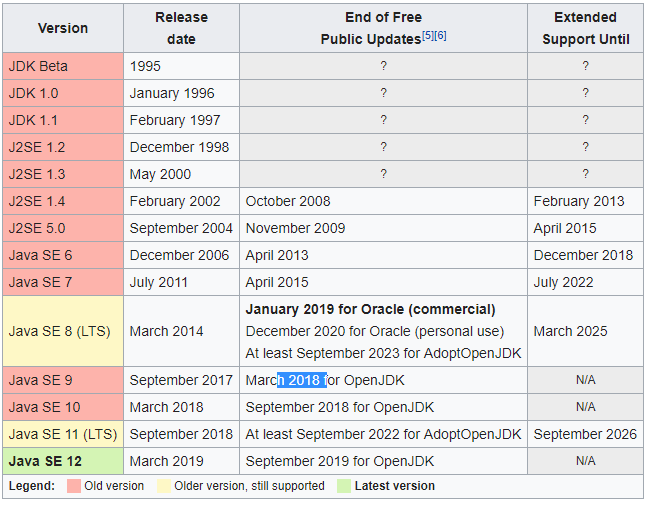 Version Release date End of Free Public Updates[5][6] Extended Support Until
JDK Beta 1995 ? ?
JDK 1.0 January 1996 ? ?
JDK 1.1 February 1997 ? ?
J2SE 1.2 December 1998 ? ?
J2SE 1.3 May 2000 ? ?
J2SE 1.4 February 2002 October 2008 February 2013
J2SE 5.0 September 2004 November 2009 April 2015
Java SE 6 December 2006 April 2013 December 2018
Java SE 7 July 2011 April 2015 July 2022
Java SE 8 (LTS) March 2014 January 2019 for Oracle (commercial)
December 2020 for Oracle (personal use)
At least September 2023 for AdoptOpenJDK March 2025
Java SE 9 September 2017 March 2018 for OpenJDK N/A
Java SE 10 March 2018 September 2018 for OpenJDK N/A
Java SE 11 (LTS) September 2018 At least September 2022 for AdoptOpenJDK September 2026
Java SE 12 March 2019 September 2019 for OpenJDK N/A
Legend: Old version Older version, still supported Latest version